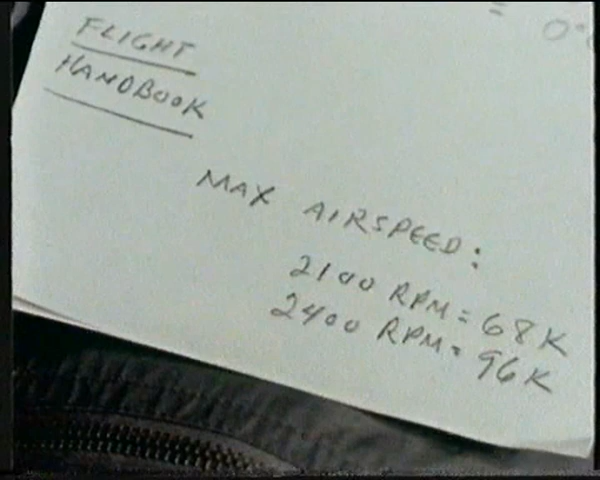 FLIGHT
HANDBOOK
MAX AIRSPEED:
2100 RPM = 68K
2400 RPM = 96K